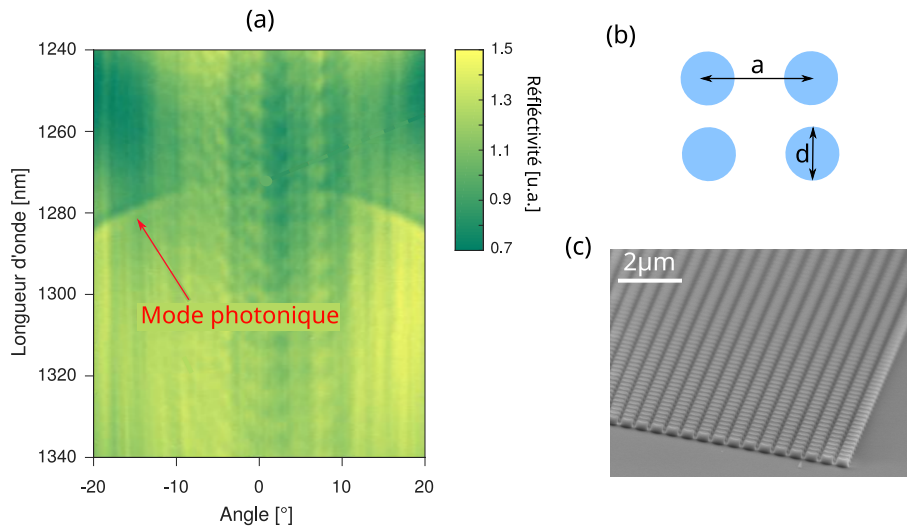 (a)
1240
1260
1280
1300
1320
1340
Longueur d'onde [nm]
-20
-10
0
10
20
Angle [°]
Mode photonique
1.5
1.3
1.1
0.9
0.7
Réfléctivité [u.a.]
(b)
a
d
(c)
2μm